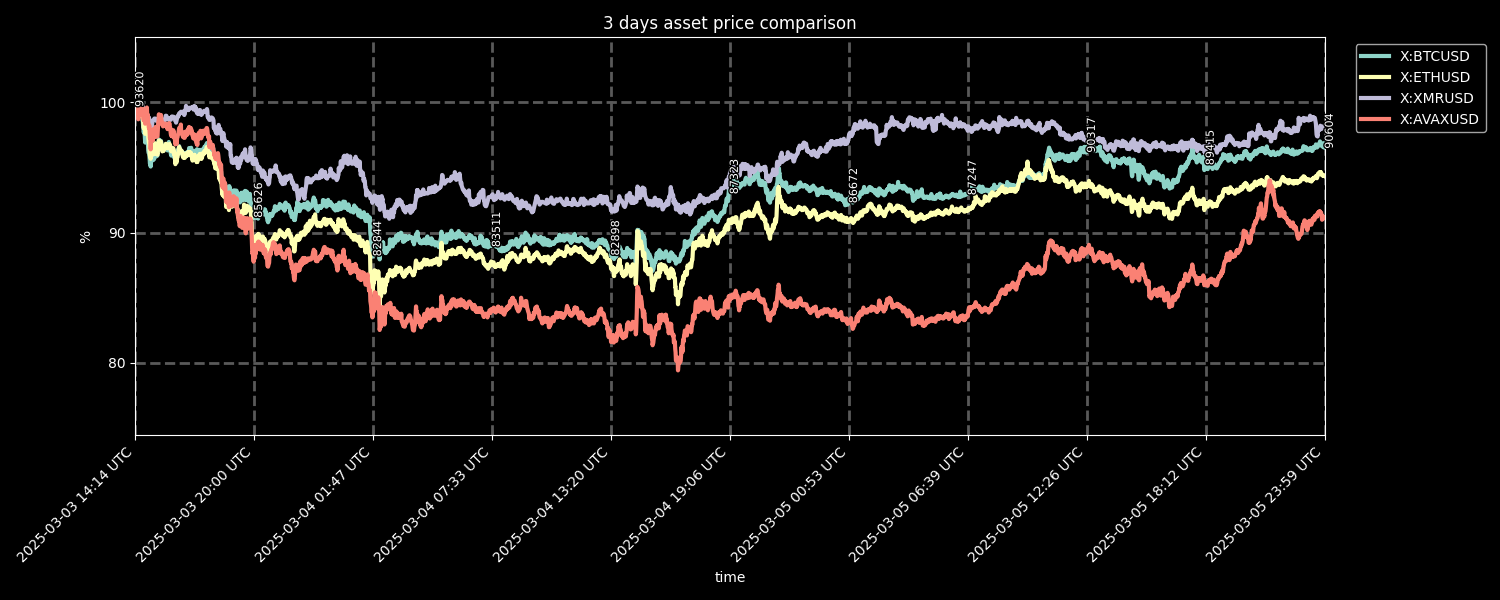 3 days asset price comparison
X:BTCUSD
X:ETHUSD
X:XMRUSD
X:AVAXUSD
%
100
90
80
93620
85626
82844
83511
82898
87323
86672
87247
90317
89415
90604
2025-03-03 14:14 UTC
2025-03-03 20:00 UTC
2025-03-04 01:47 UTC
2025-03-04 07:33 UTC
2025-03-04 13:20 UTC
2025-03-04 19:06 UTC
2025-03-05 00:53 UTC
2025-03-05 06:39 UTC
2025-03-05 12:26 UTC
2025-03-05 18:12 UTC
2025-03-05 23:59 UTC
time